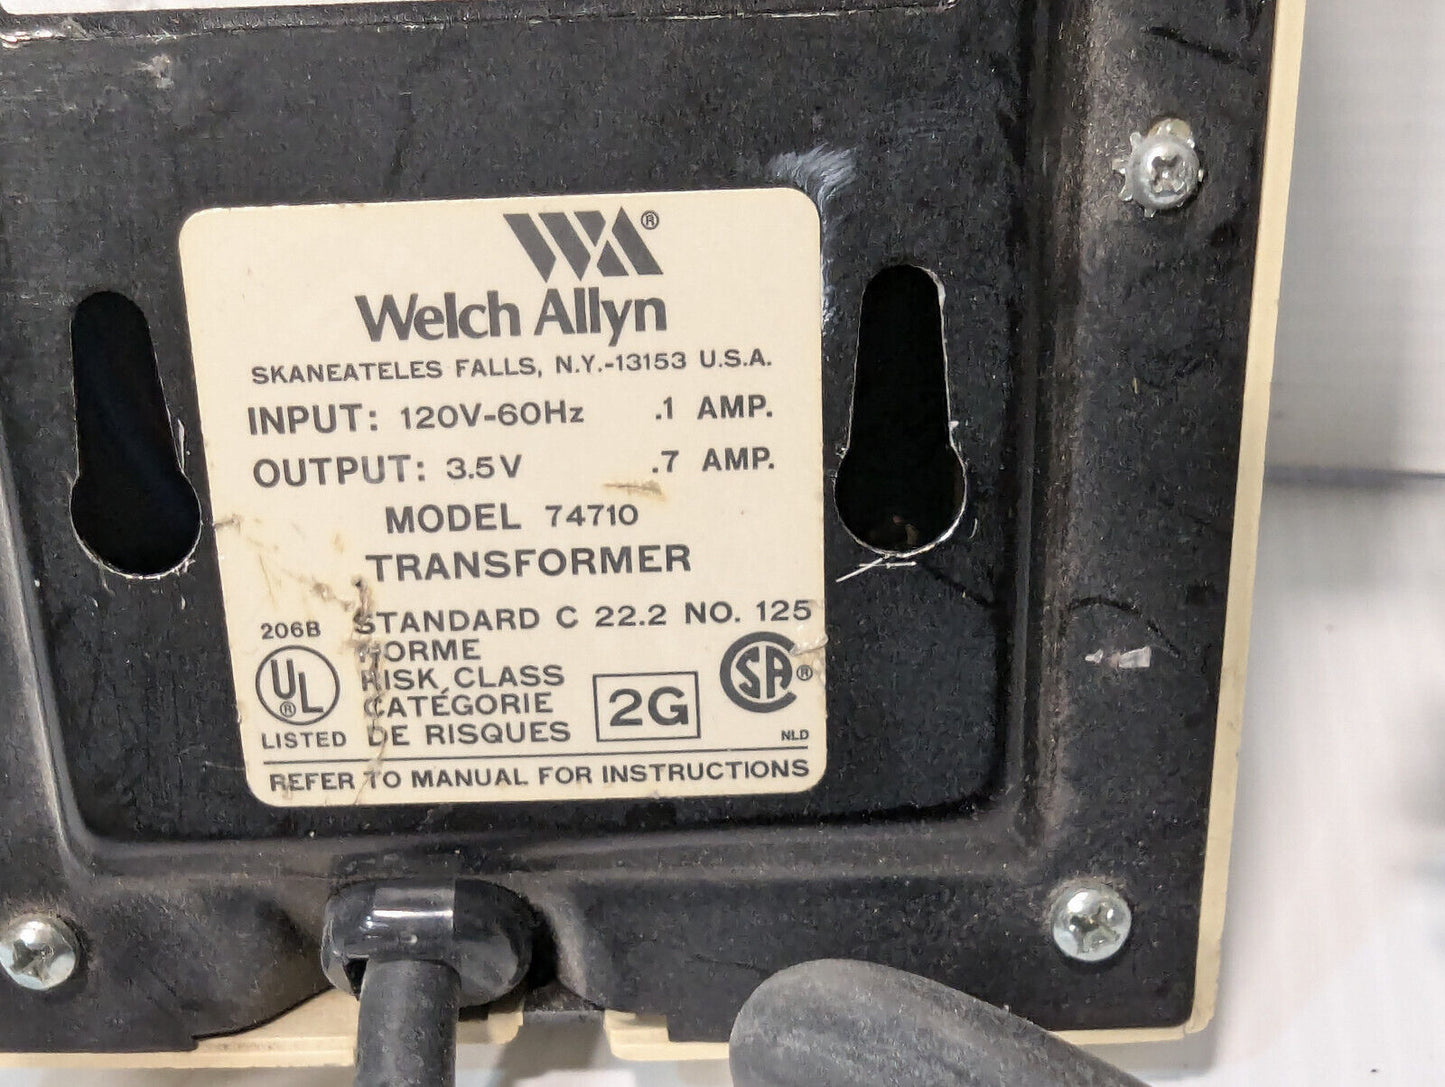 WA®
Welch Allyn
SKANEATELES FALLS, N.Y.-13153 U.S.A.
INPUT: 120V-60Hz .1 AMP.
OUTPUT: 3.5V .7 AMP.
MODEL 74710
TRANSFORMER
STANDARD C 22.2 NO. 125
NORME
RISK CLASS
CATÉGORIE
DE RISQUES
2G
206B
UL®
LISTED
SA®
NLD
REFER TO MANUAL FOR INSTRUCTIONS